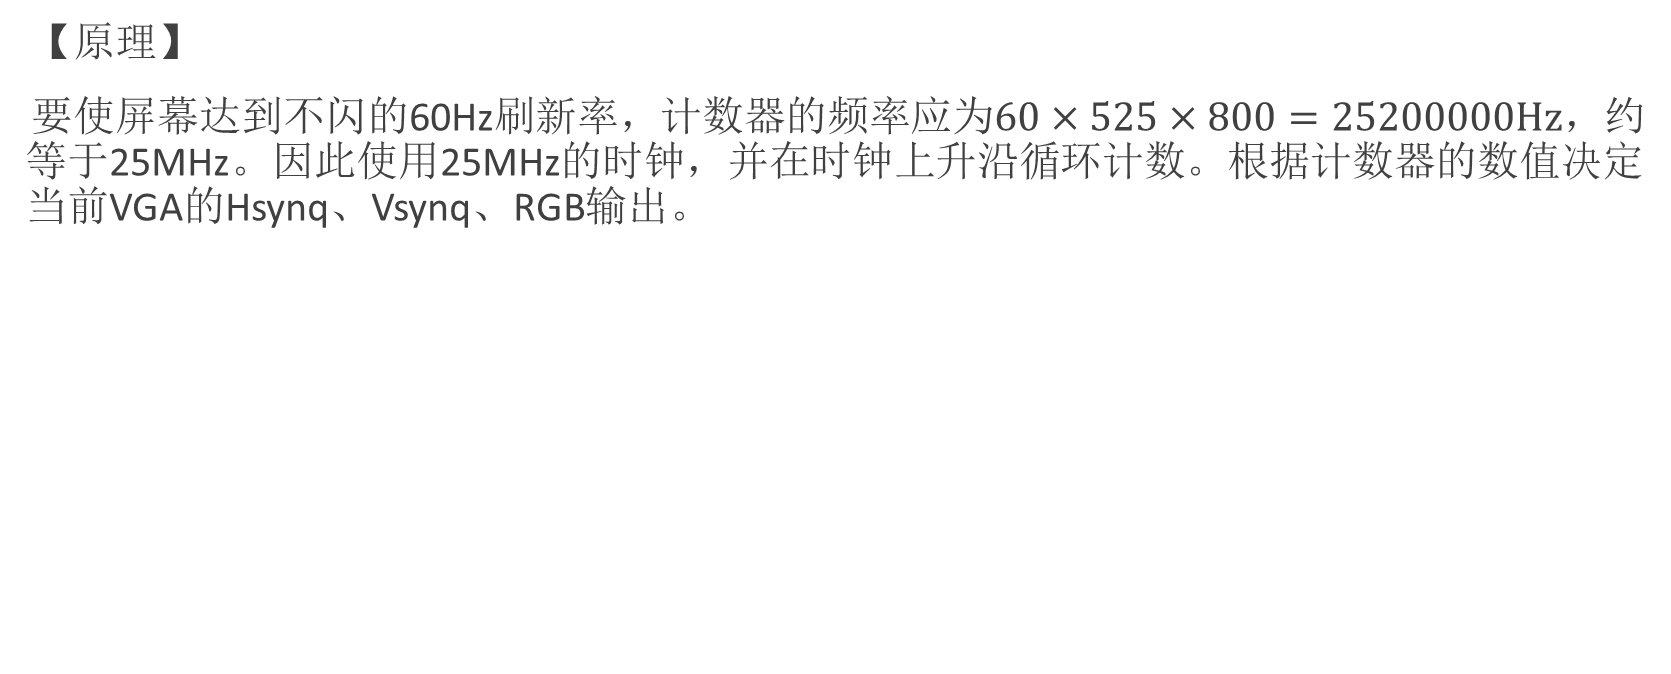 【原理】
要使屏幕达到不闪的60Hz刷新率，计数器的频率应为60 × 525 × 800 = 25200000Hz，约
等于25MHz。因此使用25MHz的时钟，并在时钟上升沿循环计数。根据计数器的数值决定
当前VGA的Hsynq、Vsynq、RGB输出。